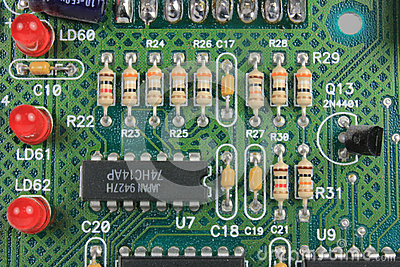 LD60
R24
R26
C17
R28
R29
C10
Q13
2N4401
R22
R23
R25
R27
R30
LD61
JAPAN 9427H
74HC14AP
LD62
R31
U7
C20
C18
C19
C21
U9
dreamstime